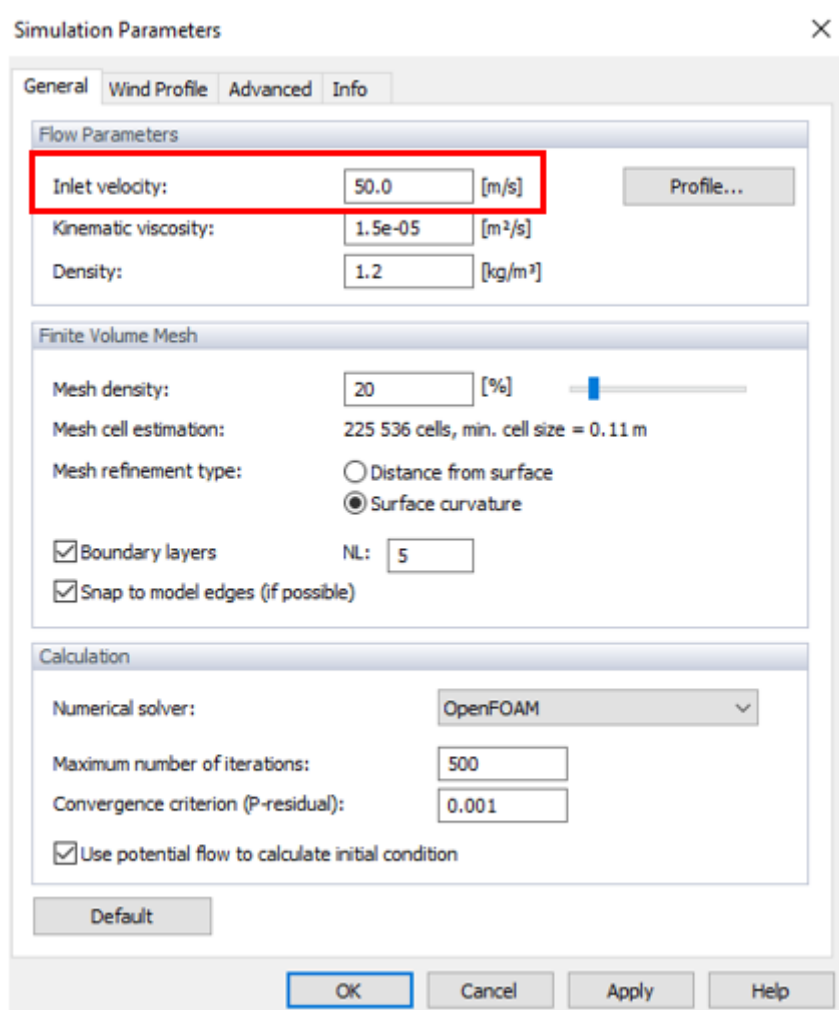 Simulation Parameters
General Wind Profile Advanced Info
Flow Parameters
Inlet velocity: 50.0 [m/s] Profile...
Kinematic viscosity: 1.5e-05 [m²/s]
Density: 1.2 [kg/m³]
Finite Volume Mesh
Mesh density: 20 [%]
Mesh cell estimation: 225 536 cells, min. cell size = 0.11 m
Mesh refinement type: Distance from surface
Surface curvature
Boundary layers NL: 5
Snap to model edges (if possible)
Calculation
Numerical solver: OpenFOAM
Maximum number of iterations: 500
Convergence criterion (P-residual): 0.001
Use potential flow to calculate initial condition
Default
OK Cancel Apply Help